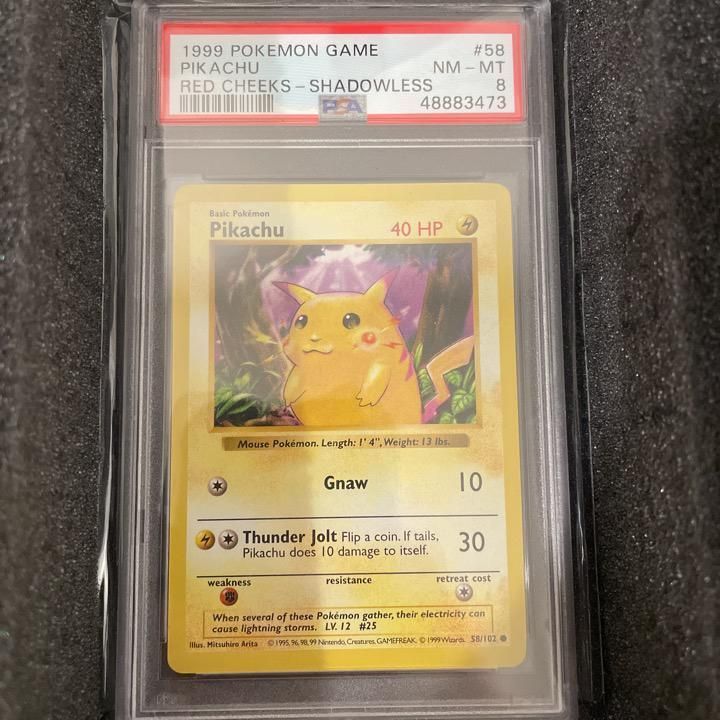 1999 POKEMON GAME #58
PIKACHU NM - MT
RED CHEEKS - SHADOWLESS 8
PSA 48883473
Basic Pokémon
Pikachu 40 HP
Mouse Pokémon. Length: 1' 4", Weight: 13 lbs.
Gnaw 10
Thunder Jolt Flip a coin. If tails,
Pikachu does 10 damage to itself. 30
weakness resistance retreat cost
When several of these Pokémon gather, their electricity can
cause lightning storms. LV. 12 #25
Illus. Mitsuhiro Arita ©1995, 96, 98, 99 Nintendo, Creatures, GAMEFREAK. ©1999 Wizards. 58/102